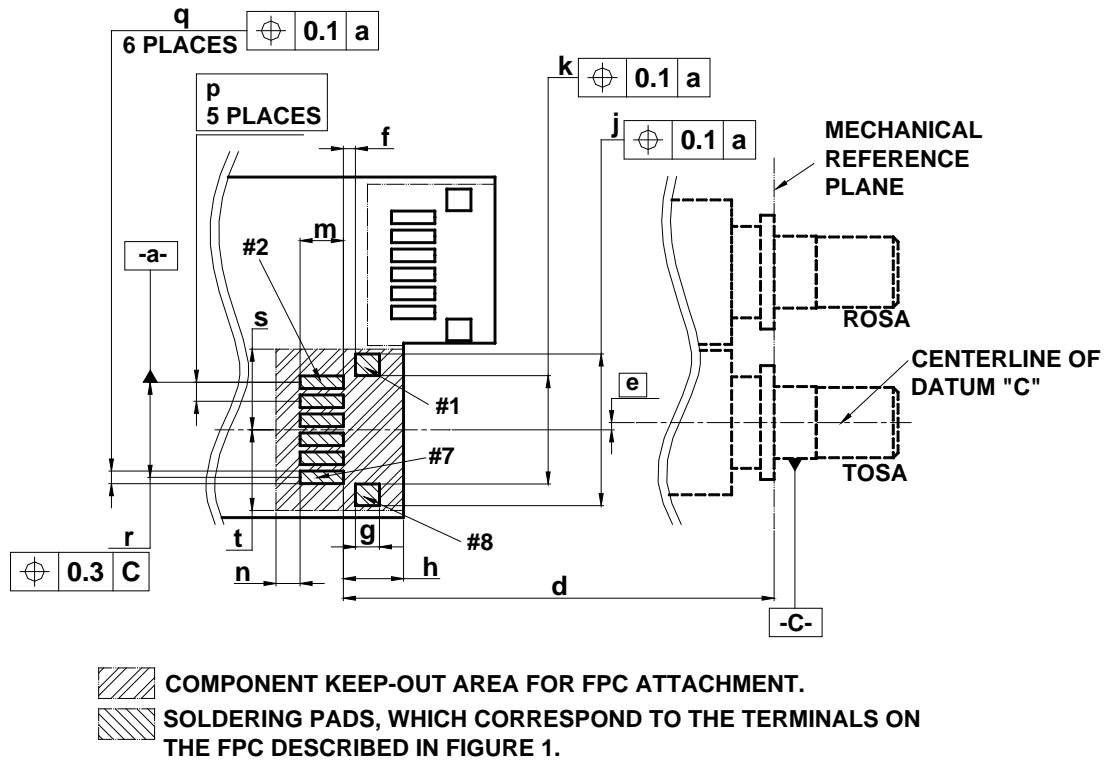 q
6 PLACES
0.1 a
k
0.1 a
p
5 PLACES
f
j
0.1 a
MECHANICAL
REFERENCE
PLANE
m
#2
-a-
s
ROSA
CENTERLINE OF
DATUM "C"
e
#1
#7
TOSA
#8
r
t
g
n
h
d
0.3 C
-C-
COMPONENT KEEP-OUT AREA FOR FPC ATTACHMENT.
SOLDERING PADS, WHICH CORRESPOND TO THE TERMINALS ON
THE FPC DESCRIBED IN FIGURE 1.